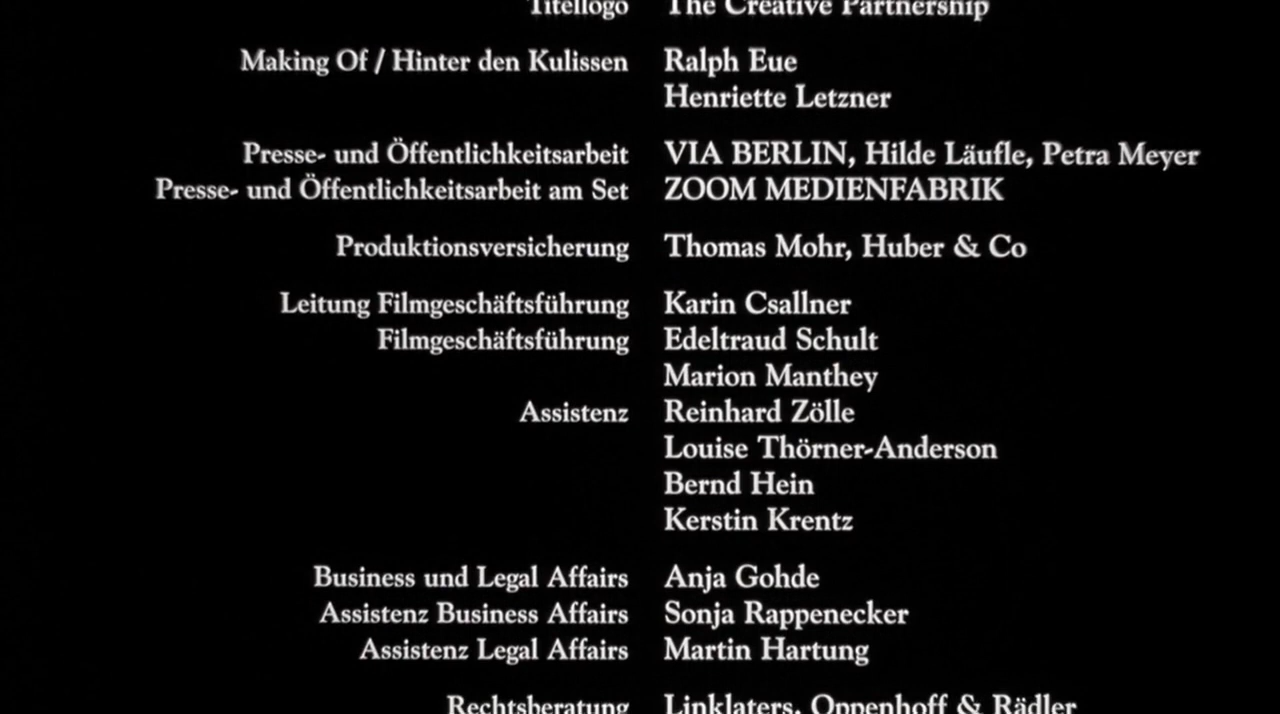 Titellogo The Creative Partnership
Making Of / Hinter den Kulissen Ralph Eue
Henriette Letzner
Presse- und Öffentlichkeitsarbeit VIA BERLIN, Hilde Läufle, Petra Meyer
Presse- und Öffentlichkeitsarbeit am Set ZOOM MEDIENFABRIK
Produktionsversicherung Thomas Mohr, Huber & Co
Leitung Filmgeschäftsführung Karin Csallner
Filmgeschäftsführung Edeltraud Schult
Marion Manthey
Assistenz Reinhard Zölle
Louise Thörner-Anderson
Bernd Hein
Kerstin Krentz
Business und Legal Affairs Anja Gohde
Assistenz Business Affairs Sonja Rappenecker
Assistenz Legal Affairs Martin Hartung
Rechtsberatung Linklaters, Oppenhoff & Rädler